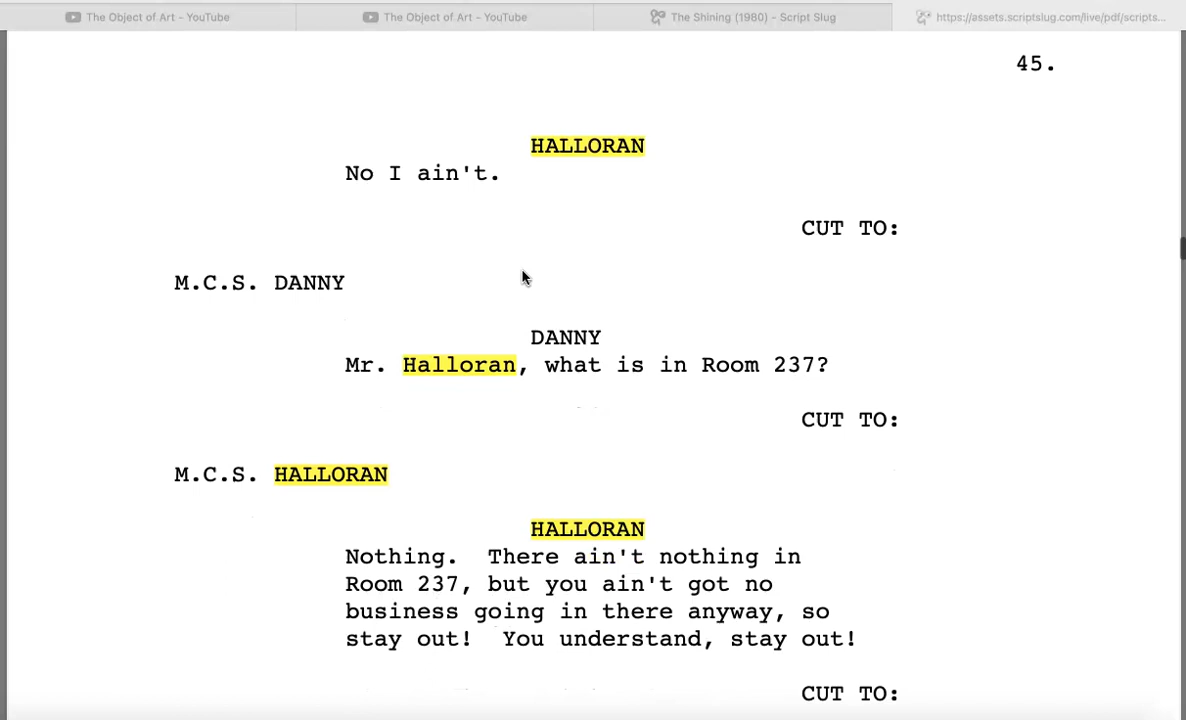 The Object of Art – YouTube
The Object of Art – YouTube
The Shining (1980) – Script Slug
https://assets.scriptslug.com/live/pdf/scripts...
45.
HALLORAN
No I ain't.
CUT TO:
M.C.S. DANNY
DANNY
Mr. Halloran, what is in Room 237?
CUT TO:
M.C.S. HALLORAN
HALLORAN
Nothing. There ain't nothing in
Room 237, but you ain't got no
business going in there anyway, so
stay out! You understand, stay out!
CUT TO: